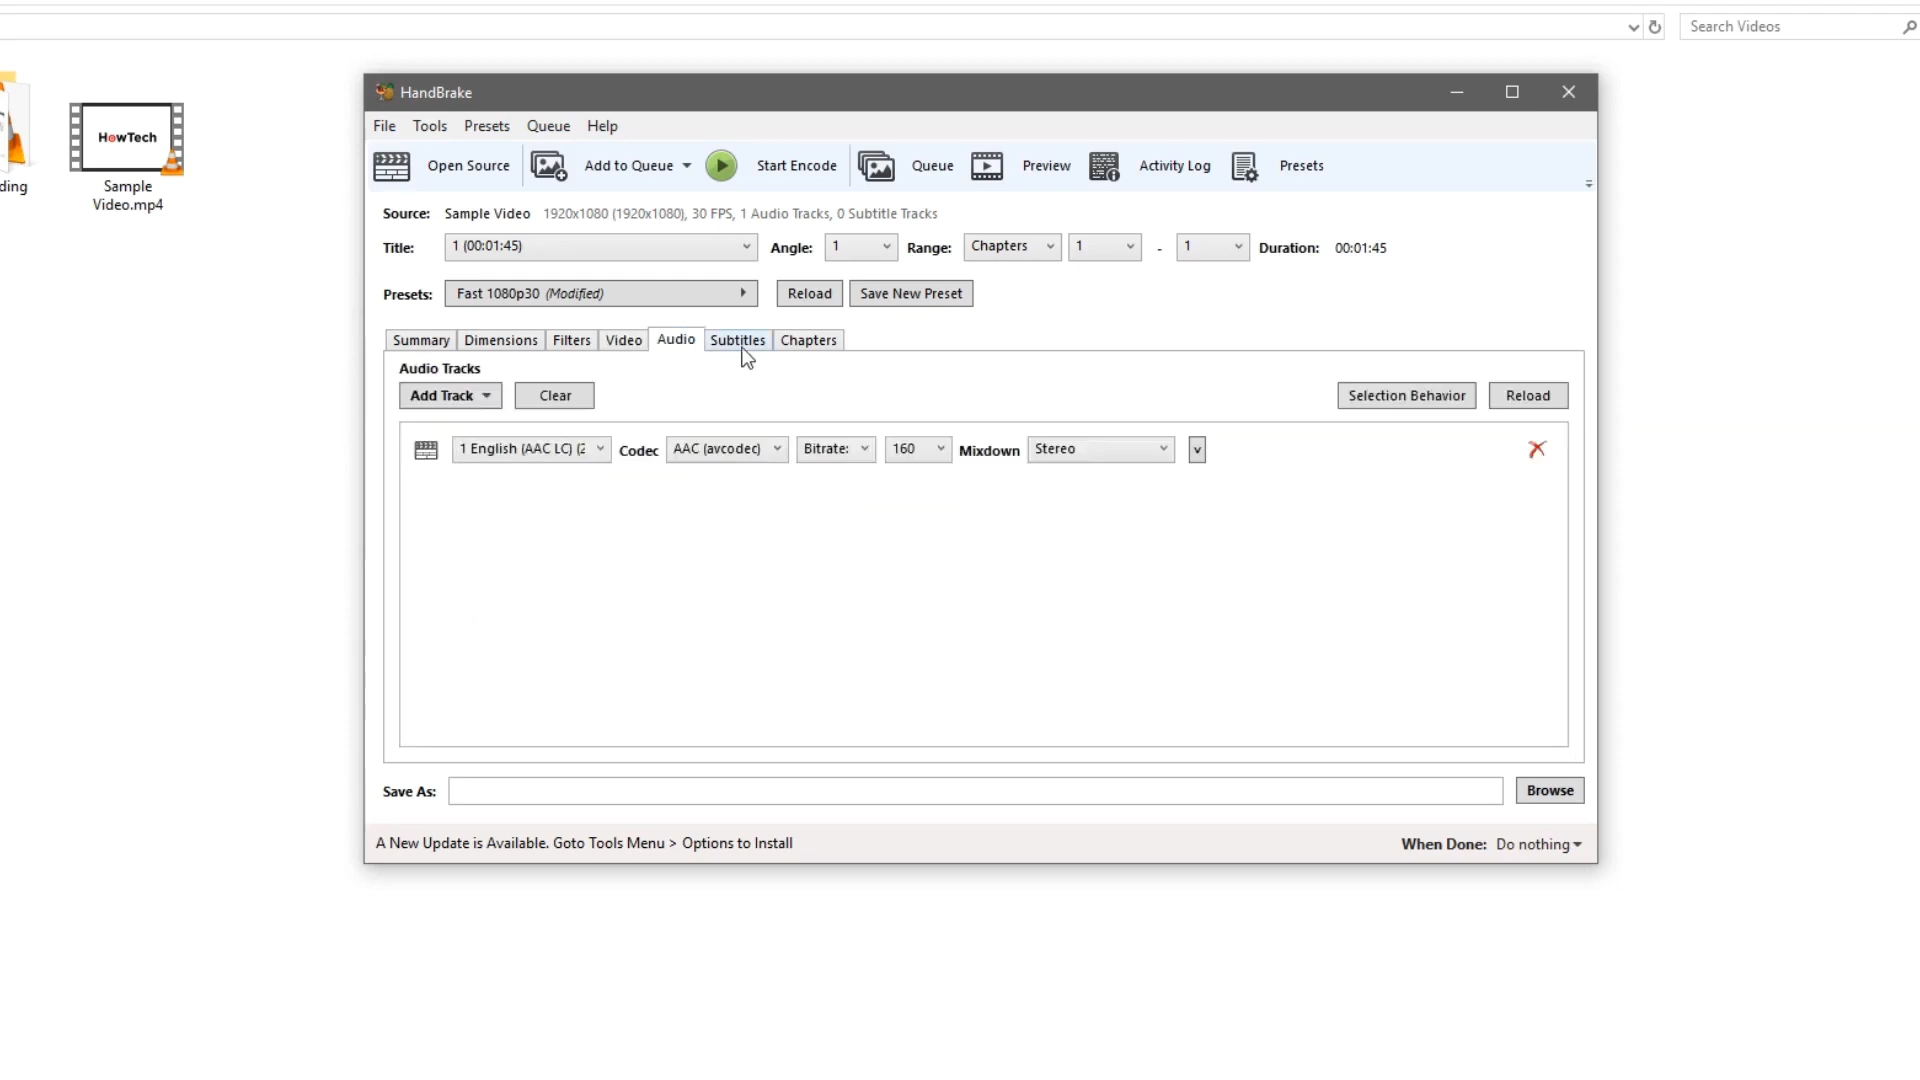 Search Videos
ding
HowTech
Sample
Video.mp4
HandBrake
File Tools Presets Queue Help
Open Source Add to Queue Start Encode Queue Preview Activity Log Presets
Source: Sample Video 1920x1080 (1920x1080), 30 FPS, 1 Audio Tracks, 0 Subtitle Tracks
Title: 1 (00:01:45) Angle: 1 Range: Chapters 1 - 1 Duration: 00:01:45
Presets: Fast 1080p30 (Modified) Reload Save New Preset
Summary Dimensions Filters Video Audio Subtitles Chapters
Audio Tracks
Add Track Clear Selection Behavior Reload
1 English (AAC LC) (2 Codec AAC (avcodec) Bitrate: 160 Mixdown Stereo v
Save As: Browse
A New Update is Available. Goto Tools Menu > Options to Install When Done: Do nothing